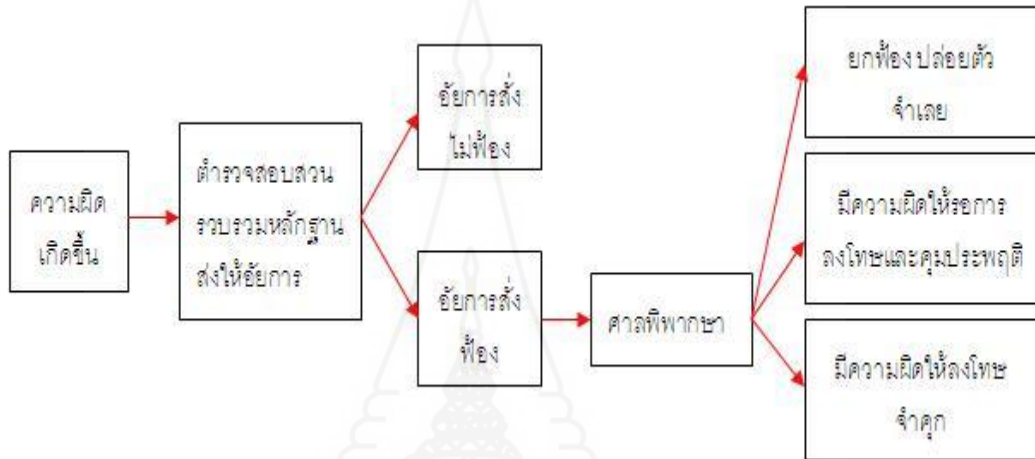 ความผิด
เกิดขึ้น
ตำรวจสอบสวน
รวบรวมหลักฐาน
ส่งให้อัยการ
อัยการสั่ง
ไม่ฟ้อง
อัยการสั่ง
ฟ้อง
ศาลพิพากษา
ยกฟ้อง ปล่อยตัว
จำเลย
มีความผิดให้รอการ
ลงโทษและคุมประพฤติ
มีความผิดให้ลงโทษ
จำคุก